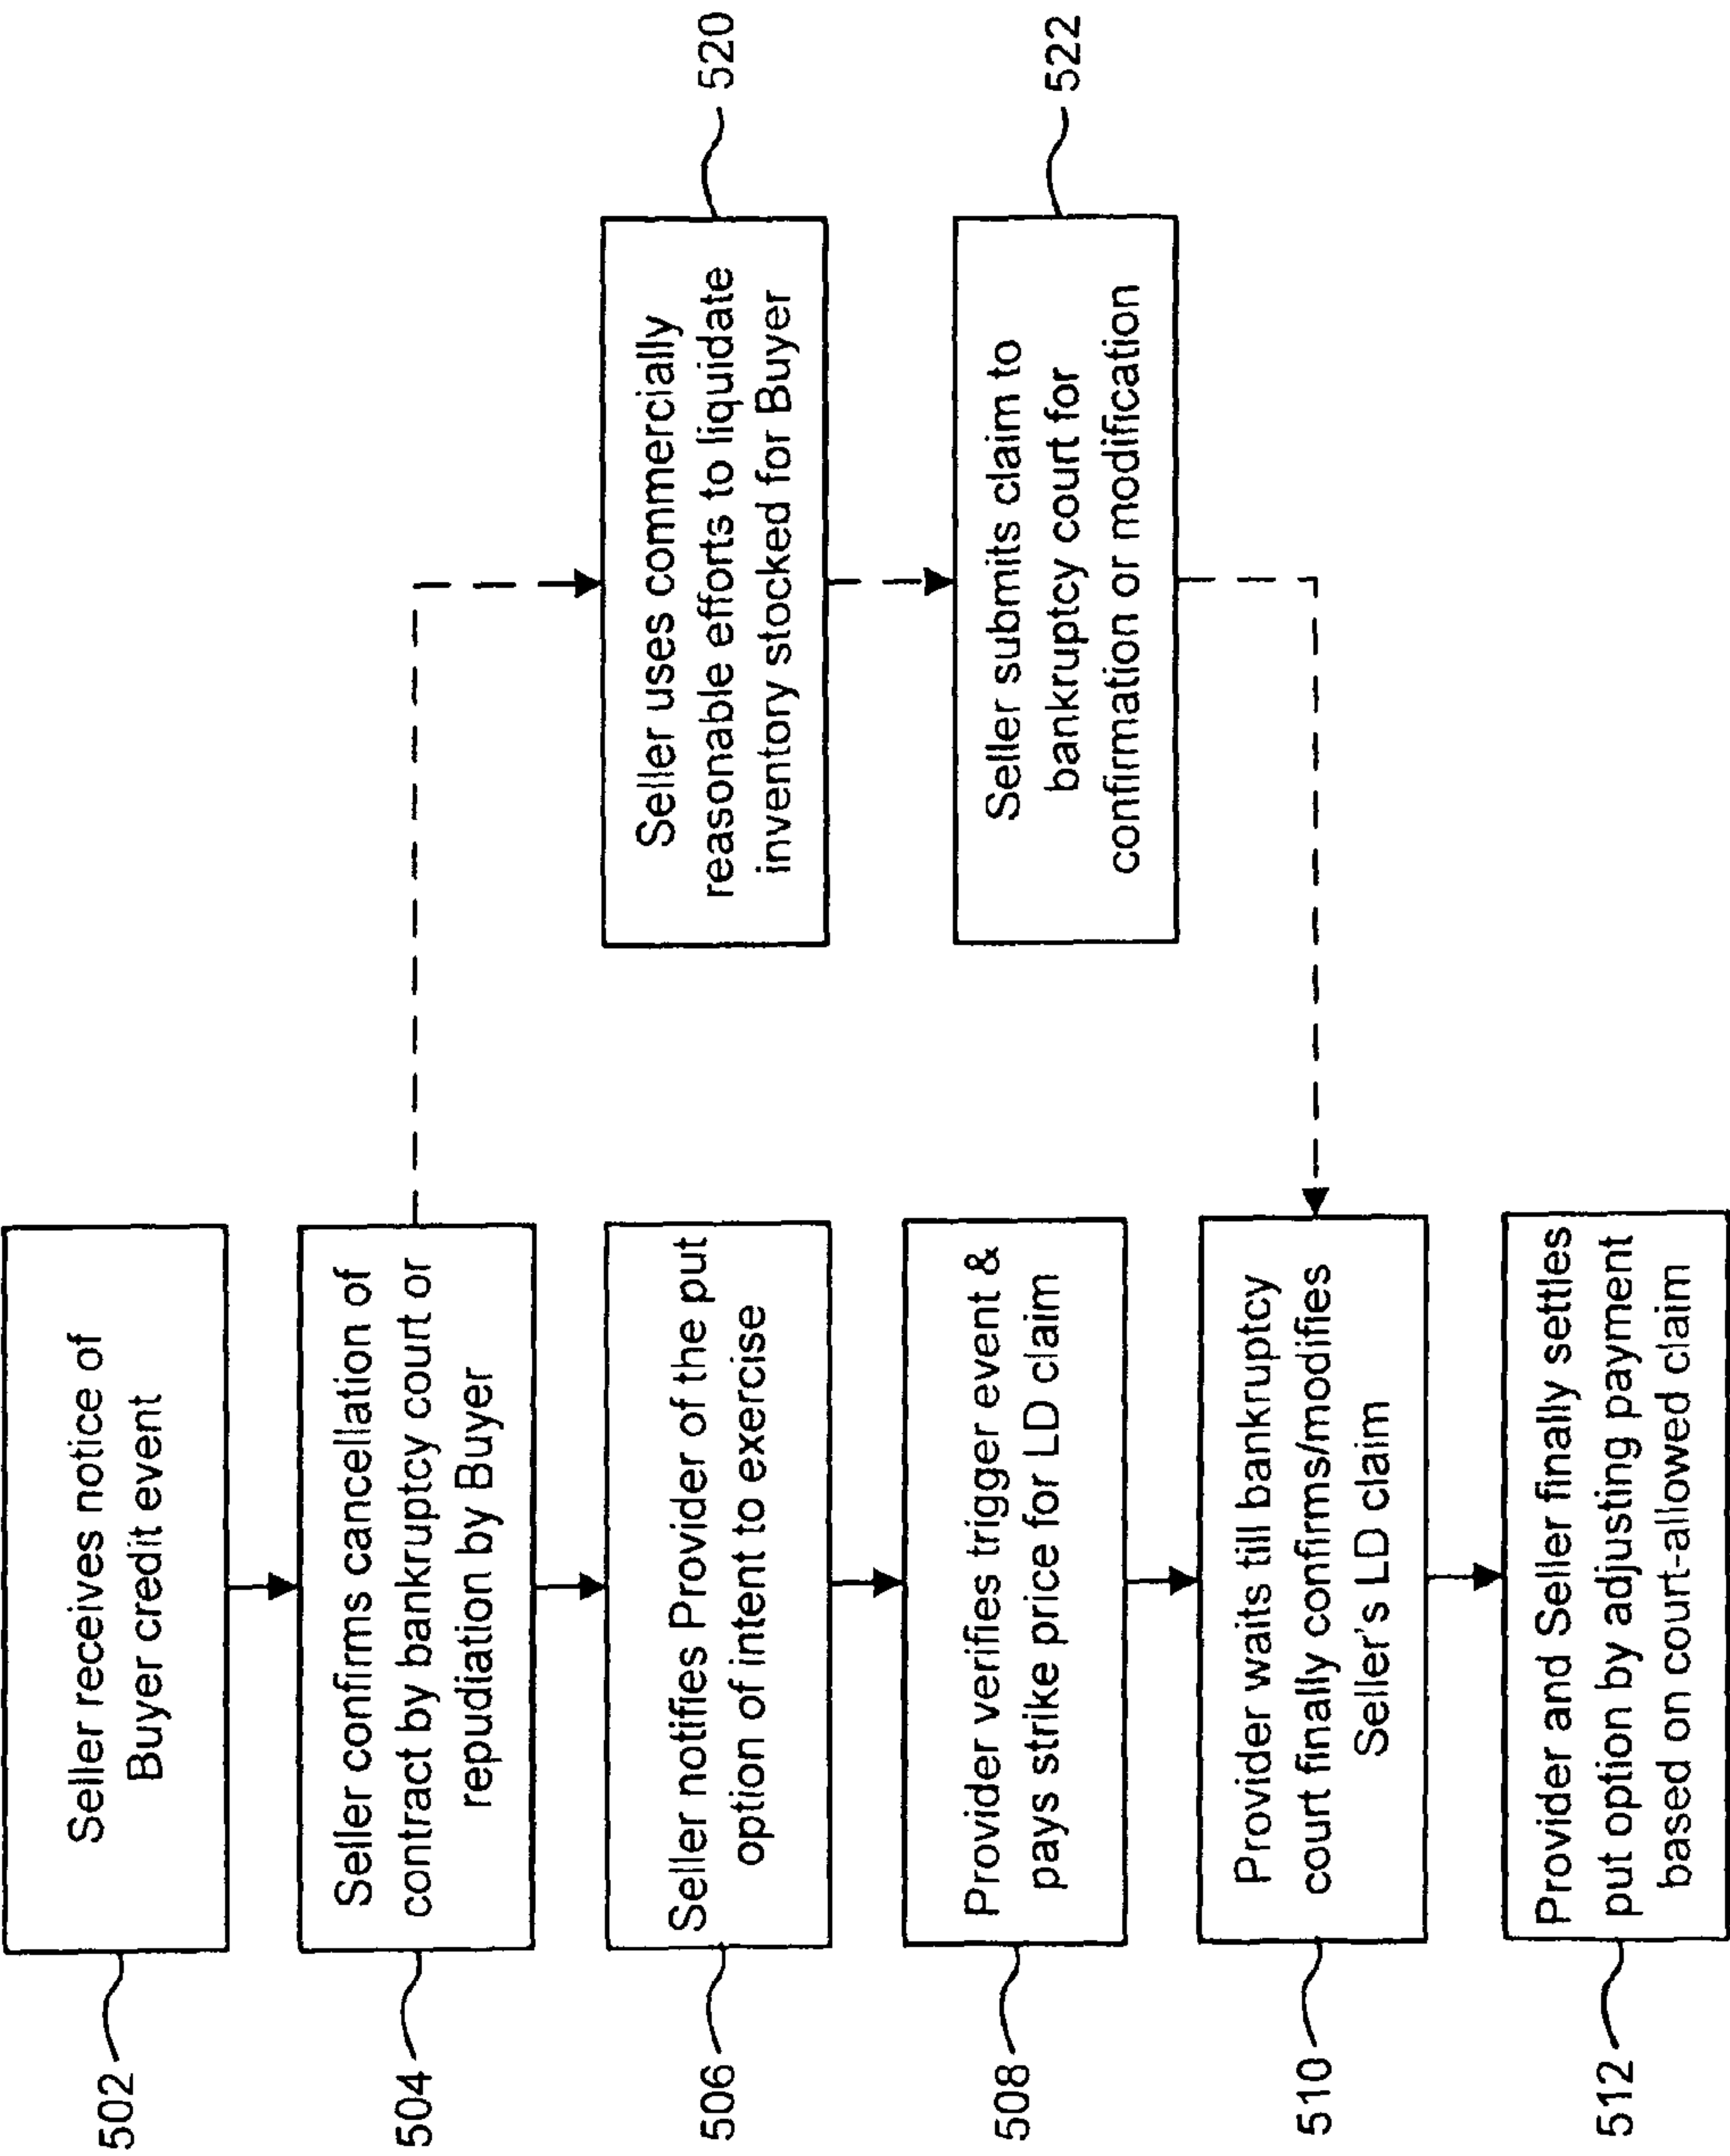 502
Seller receives notice of
Buyer credit event
504
Seller confirms cancellation of
contract by bankruptcy court or
repudiation by Buyer
506
Seller notifies Provider of the put
option of intent to exercise
508
Provider verifies trigger event &
pays strike price for LD claim
510
Provider waits till bankruptcy
court finally confirms/modifies
Seller's LD claim
512
Provider and Seller finally settles
put option by adjusting payment
based on court-allowed claim
520
Seller uses commercially
reasonable efforts to liquidate
inventory stocked for Buyer
522
Seller submits claim to
bankruptcy court for
confirmation or modification